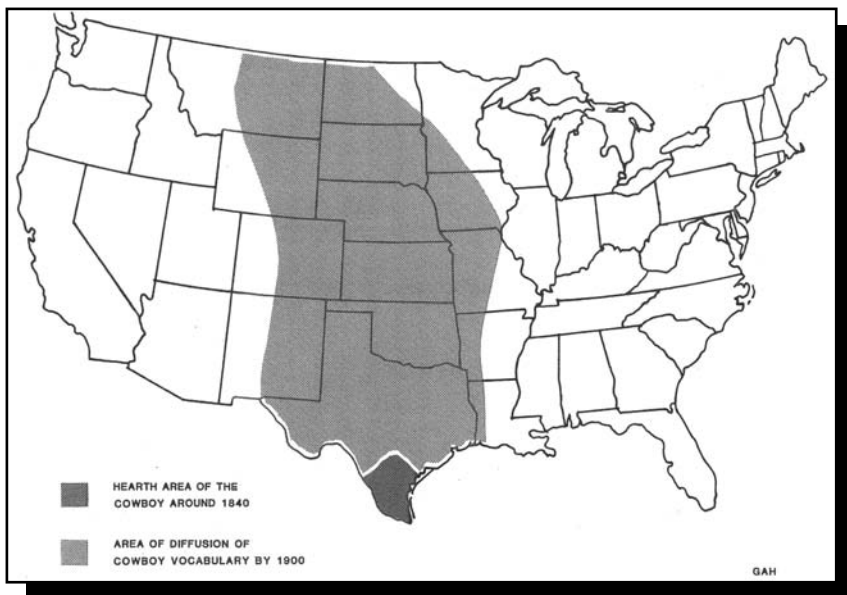 HEARTH AREA OF THE
COWBOY AROUND 1840
AREA OF DIFFUSION OF
COWBOY VOCABULARY BY 1900
GAH